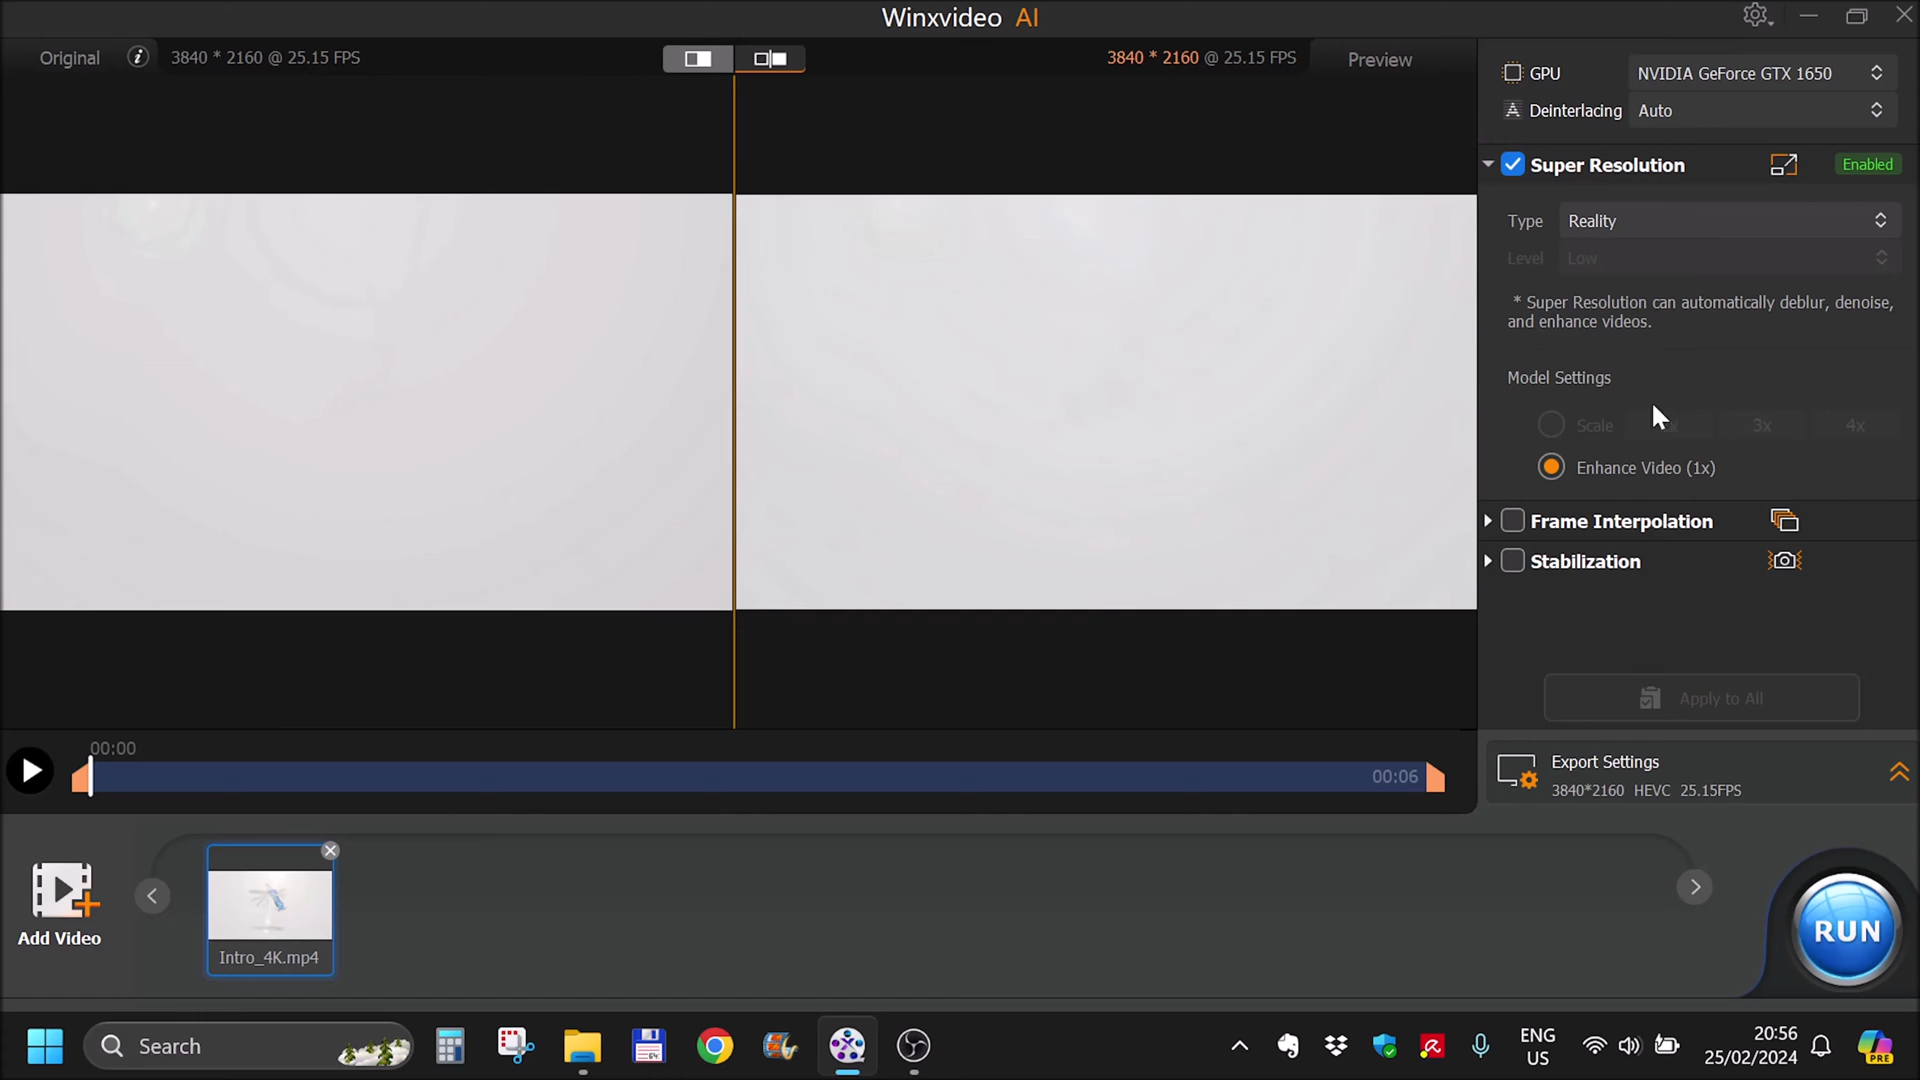 Winxvideo AI
Original
3840 * 2160 @ 25.15 FPS
3840 * 2160 @ 25.15 FPS
Preview
GPU
NVIDIA GeForce GTX 1650
Deinterlacing
Auto
Super Resolution
Enabled
Type
Reality
Level
Low
* Super Resolution can automatically deblur, denoise,
and enhance videos.
Model Settings
Scale
3x
4x
Enhance Video (1x)
Frame Interpolation
Stabilization
Apply to All
00:00
00:06
Export Settings
3840*2160 HEVC 25.15FPS
Add Video
Intro_4K.mp4
RUN
Search
64
ENG
US
20:56
25/02/2024
PRE